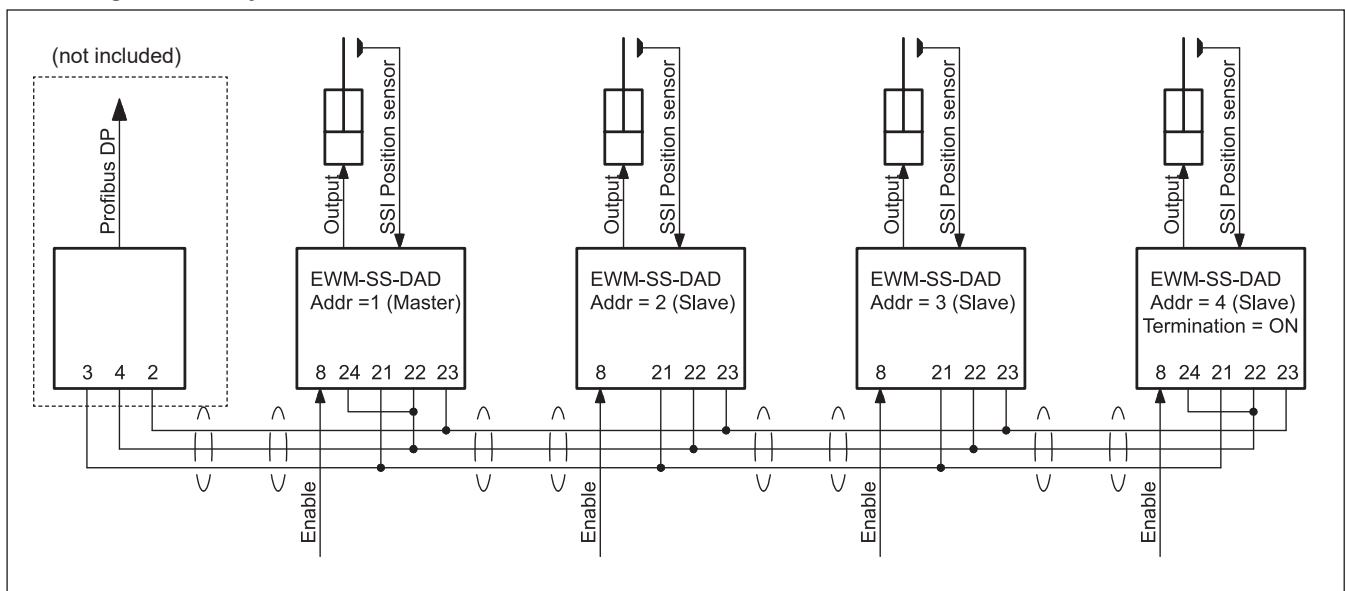 (not included)
Profibus DP
3 4 2
Output
SSI Position sensor
EWM-SS-DAD
Addr =1 (Master)
8 24 21 22 23
Enable
Output
SSI Position sensor
EWM-SS-DAD
Addr = 2 (Slave)
8 21 22 23
Enable
Output
SSI Position sensor
EWM-SS-DAD
Addr = 3 (Slave)
8 21 22 23
Enable
Output
SSI Position sensor
EWM-SS-DAD
Addr = 4 (Slave)
Termination = ON
8 24 21 22 23
Enable